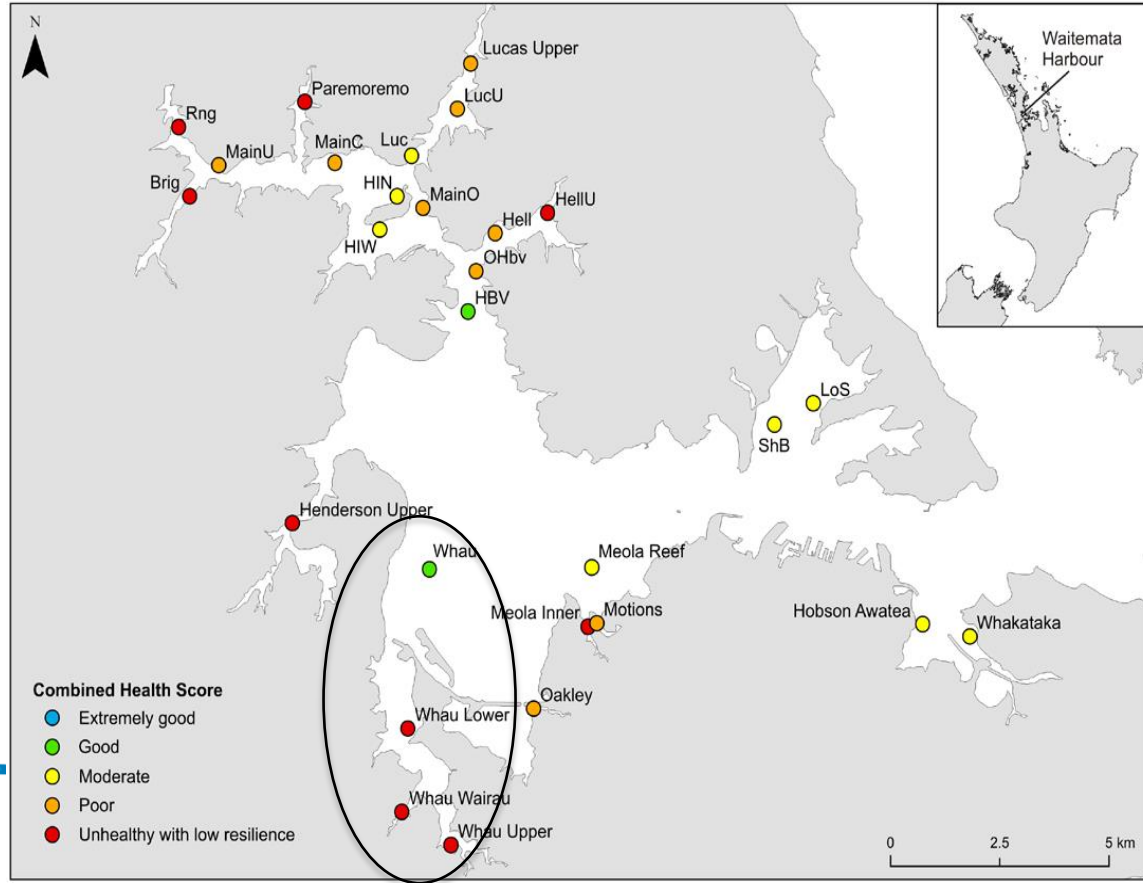 N
Waitemata
Harbour
Lucas Upper
Paremoremo
LucU
Rng
MainC
Luc
MainU
HIN
MainO
Brig
HellU
Hell
HIW
OHbv
HBV
LoS
ShB
Henderson Upper
Whau
Meola Reef
Meola Inner
Motions
Hobson Awatea
Whakataka
Oakley
Whau Lower
Whau Wairau
Whau Upper
Combined Health Score
Extremely good
Good
Moderate
Poor
Unhealthy with low resilience
0 2.5 5 km